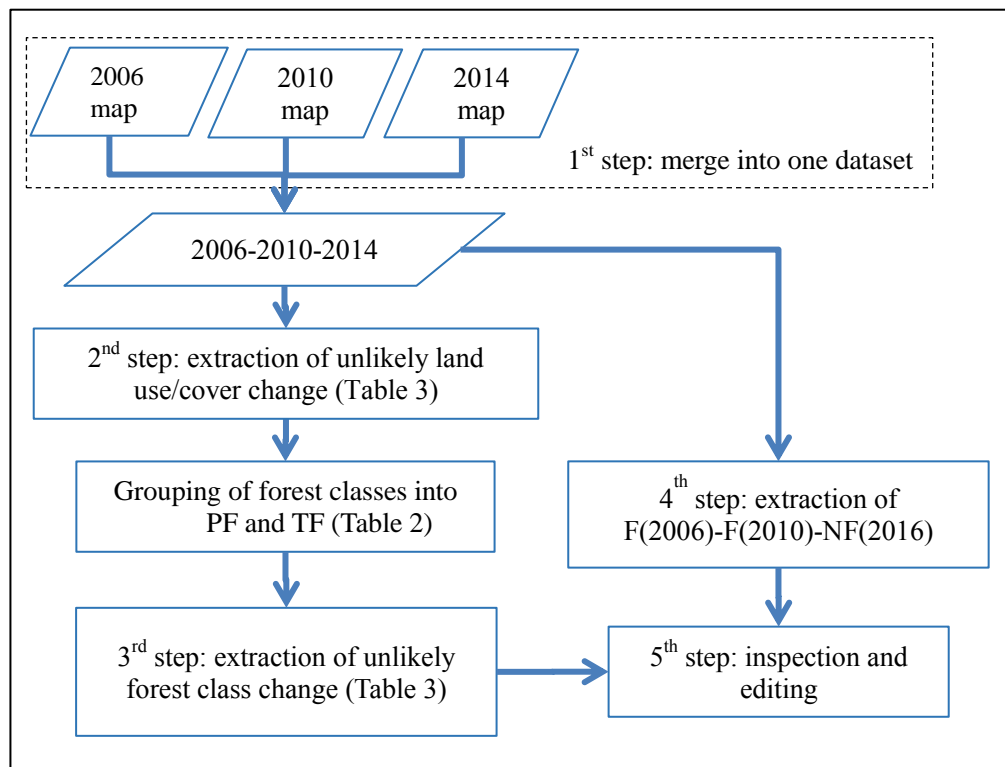 2006
map
2010
map
2014
map
1st step: merge into one dataset
2006-2010-2014
2nd step: extraction of unlikely land
use/cover change (Table 3)
Grouping of forest classes into
PF and TF (Table 2)
4th step: extraction of
F(2006)-F(2010)-NF(2016)
3rd step: extraction of unlikely
forest class change (Table 3)
5th step: inspection and
editing